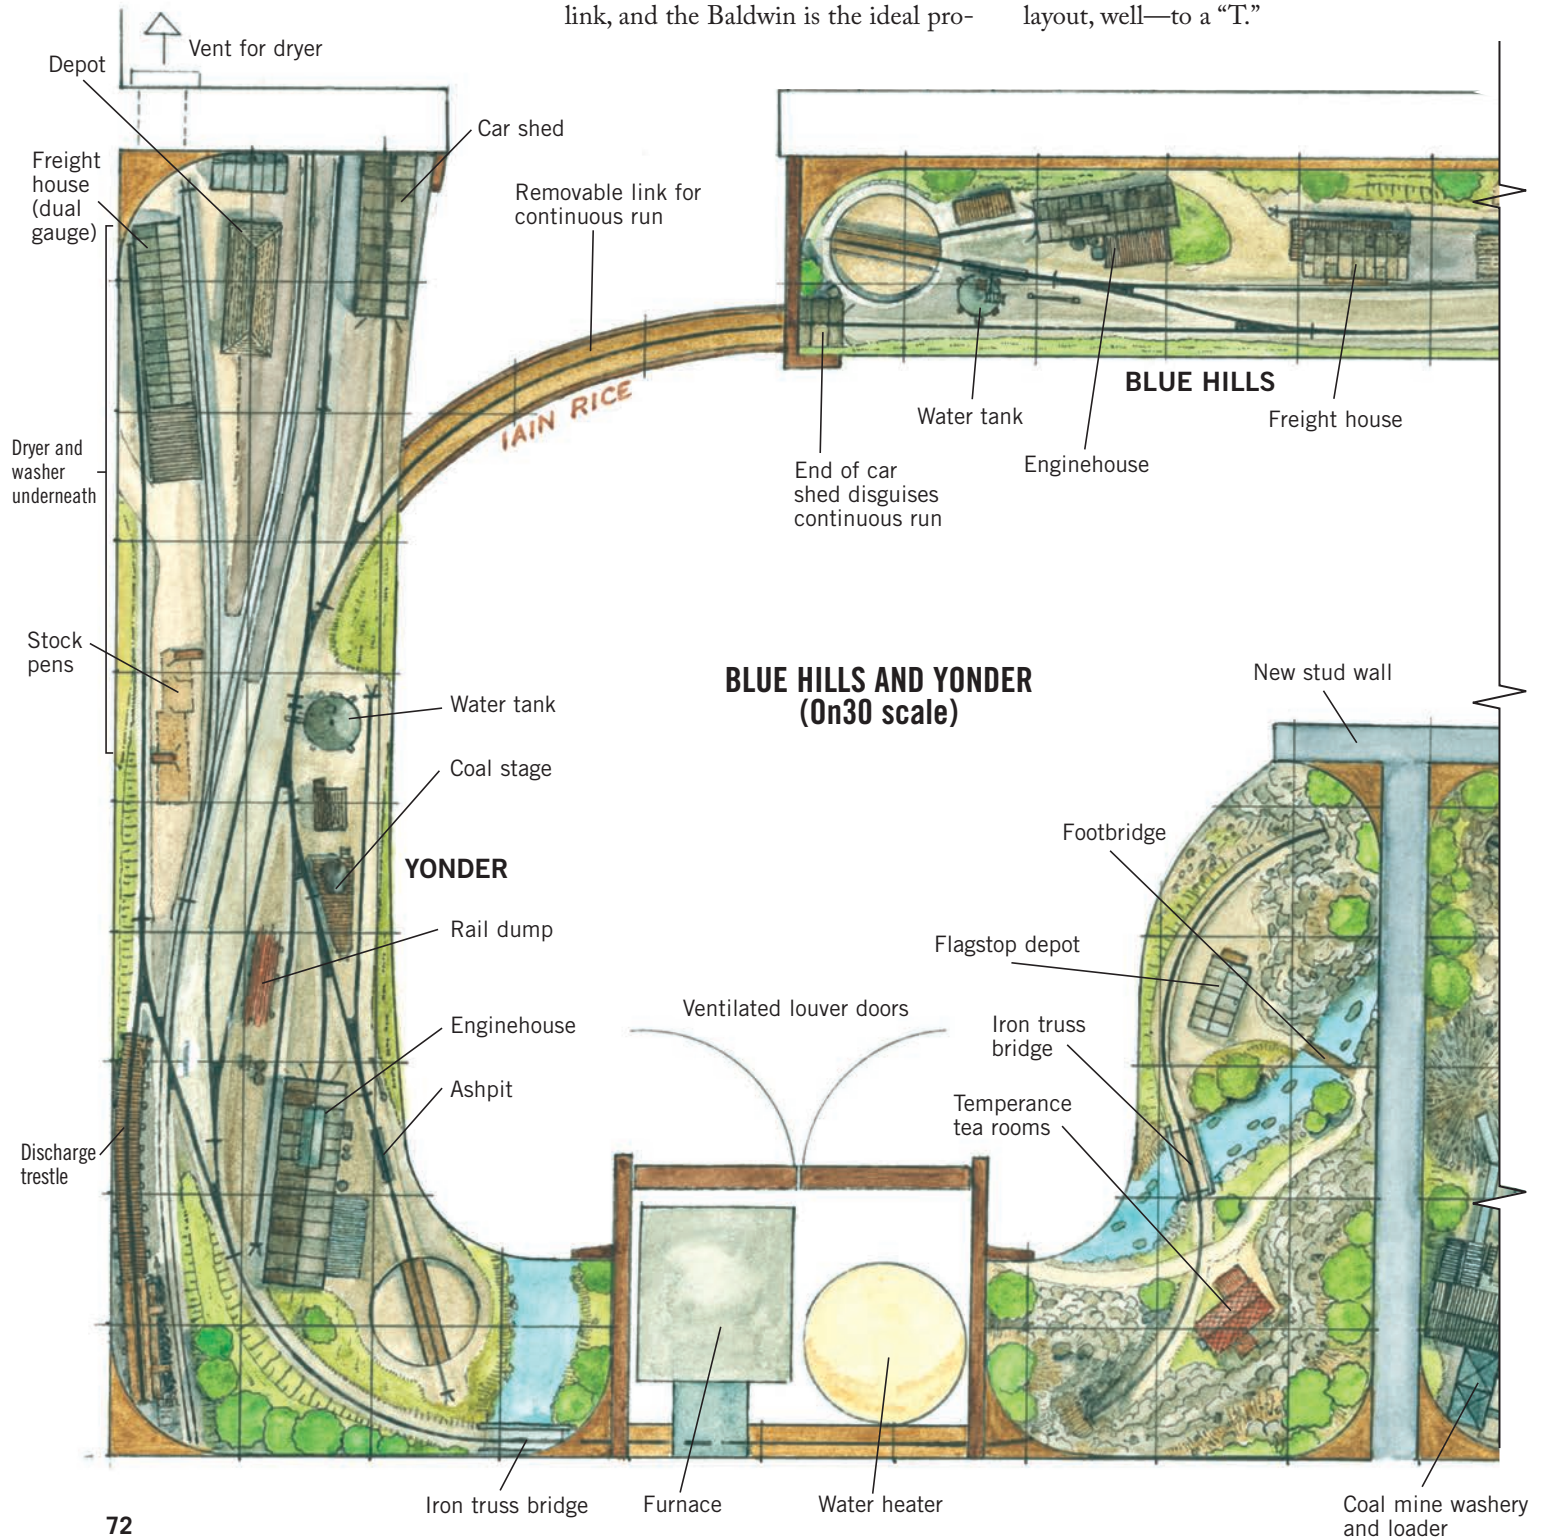 link, and the Baldwin is the ideal pro-
layout, well—to a “T.”
Vent for dryer
Depot
Car shed
Freight
house
(dual
gauge)
Removable link for
continuous run
IAIN RICE
BLUE HILLS
Water tank
Freight house
Enginehouse
End of car
shed disguises
continuous run
Dryer and
washer
underneath
Stock
pens
BLUE HILLS AND YONDER
(On30 scale)
New stud wall
Water tank
Coal stage
YONDER
Footbridge
Rail dump
Flagstop depot
Ventilated louver doors
Enginehouse
Iron truss
bridge
Ashpit
Temperance
tea rooms
Discharge
trestle
Iron truss bridge
Furnace
Water heater
Coal mine washery
and loader
72